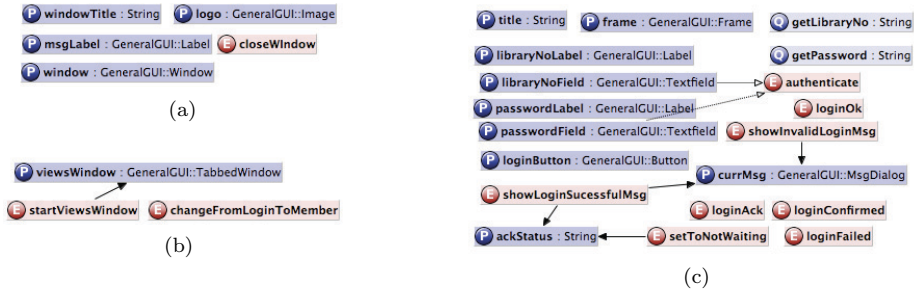 P windowTitle : String P logo : GeneralGUI::Image
P msgLabel : GeneralGUI::Label E closeWIndow
P window : GeneralGUI::Window
(a)
P viewsWindow : GeneralGUI::TabbedWindow
E startViewsWindow E changeFromLoginToMember
(b)
P title : String P frame : GeneralGUI::Frame Q getLibraryNo : String
P libraryNoLabel : GeneralGUI::Label Q getPassword : String
P libraryNoField : GeneralGUI::Textfield E authenticate
P passwordLabel : GeneralGUI::Label E loginOk
P passwordField : GeneralGUI::Textfield E showInvalidLoginMsg
P loginButton : GeneralGUI::Button
P currMsg : GeneralGUI::MsgDialog
E showLoginSucessfulMsg
E loginAck E loginConfirmed
P ackStatus : String E setToNotWaiting E loginFailed
(c)